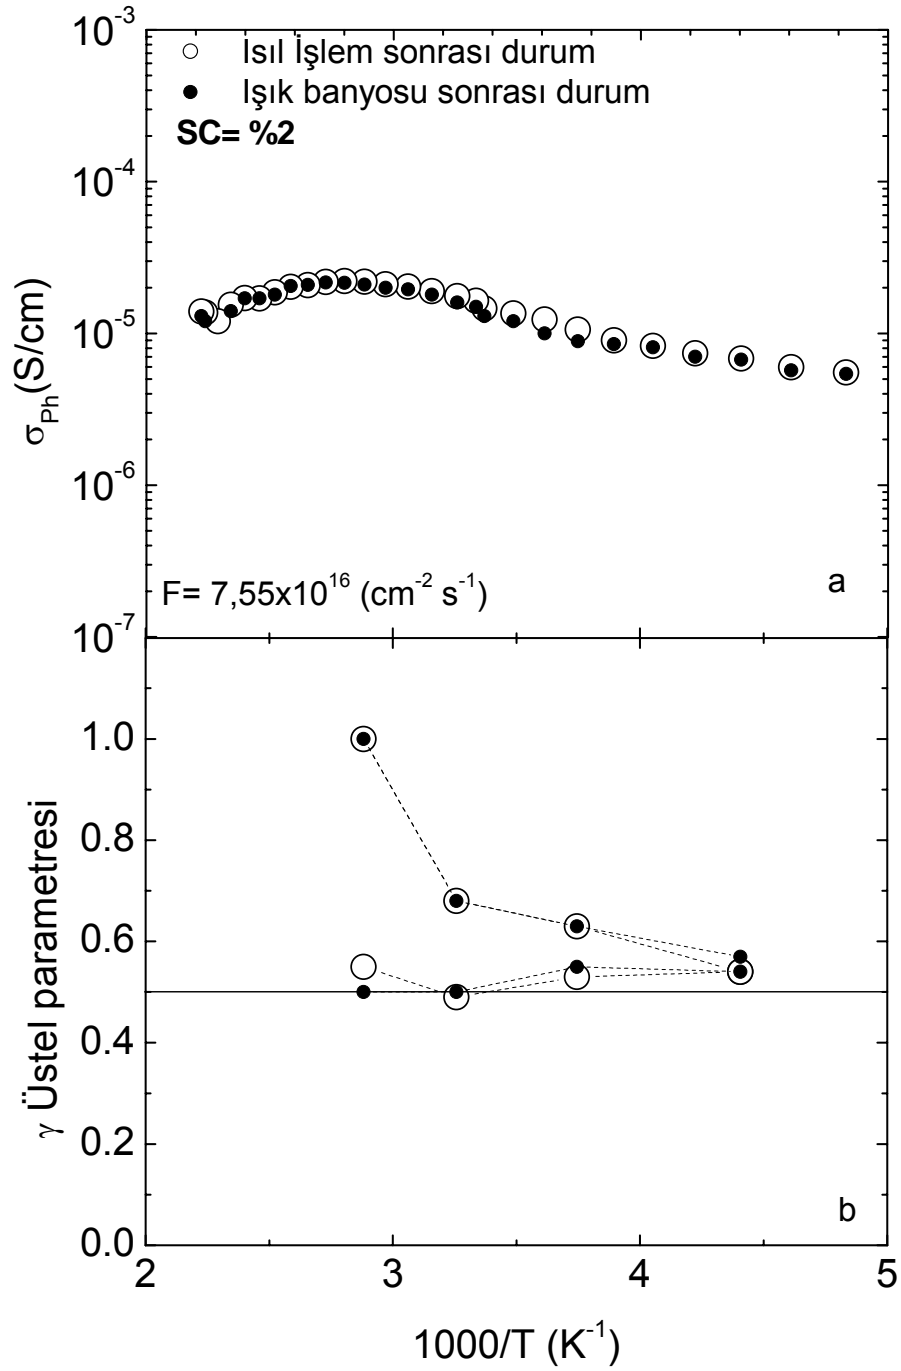 10⁻³
Isıl İşlem sonrası durum
Işık banyosu sonrası durum
SC= %2
10⁻⁴
σPh(S/cm)
10⁻⁵
10⁻⁶
F= 7,55x10¹⁶ (cm⁻² s⁻¹)
a
10⁻⁷
1.0
0.8
γ Üstel parametresi
0.6
0.4
0.2
b
0.0
2 3 4 5
1000/T (K⁻¹)